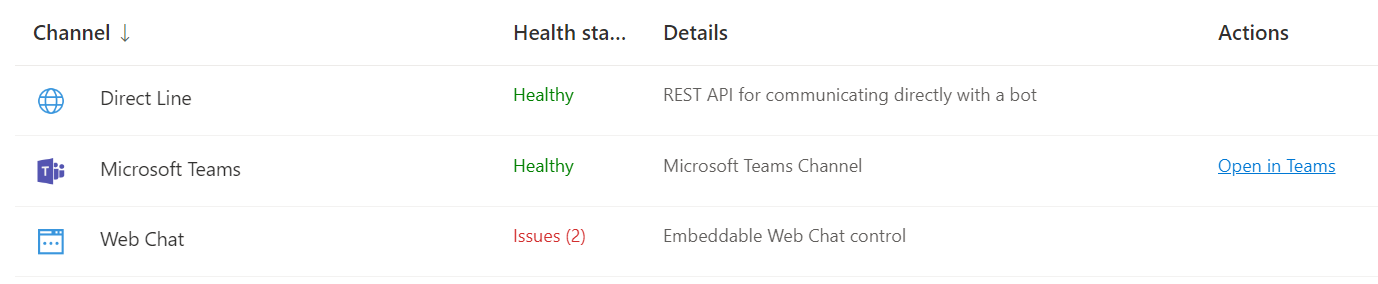 Channel ↓ Health sta... Details Actions
Direct Line Healthy REST API for communicating directly with a bot
Microsoft Teams Healthy Microsoft Teams Channel Open in Teams
Web Chat Issues (2) Embeddable Web Chat control